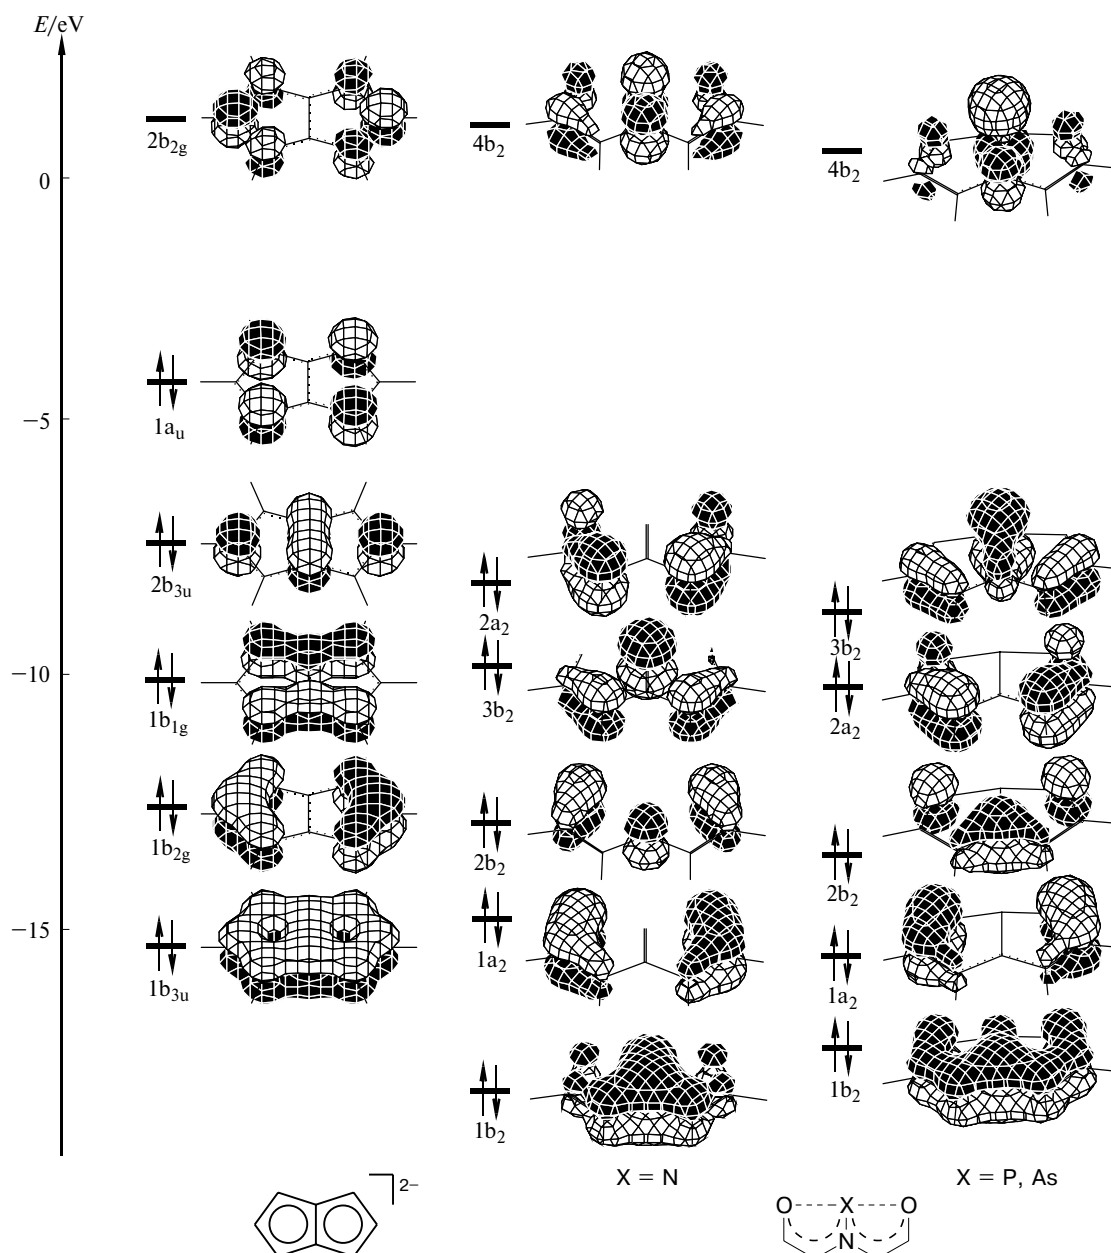 E/eV
2b2g
4b2
4b2
0
1au
−5
2b3u
2a2
3b2
3b2
−10
1b1g
2a2
1b2g
2b2
2b2
−15
1b3u
1a2
1a2
1b2
1b2
X = N
X = P, As
2−
O X O
N